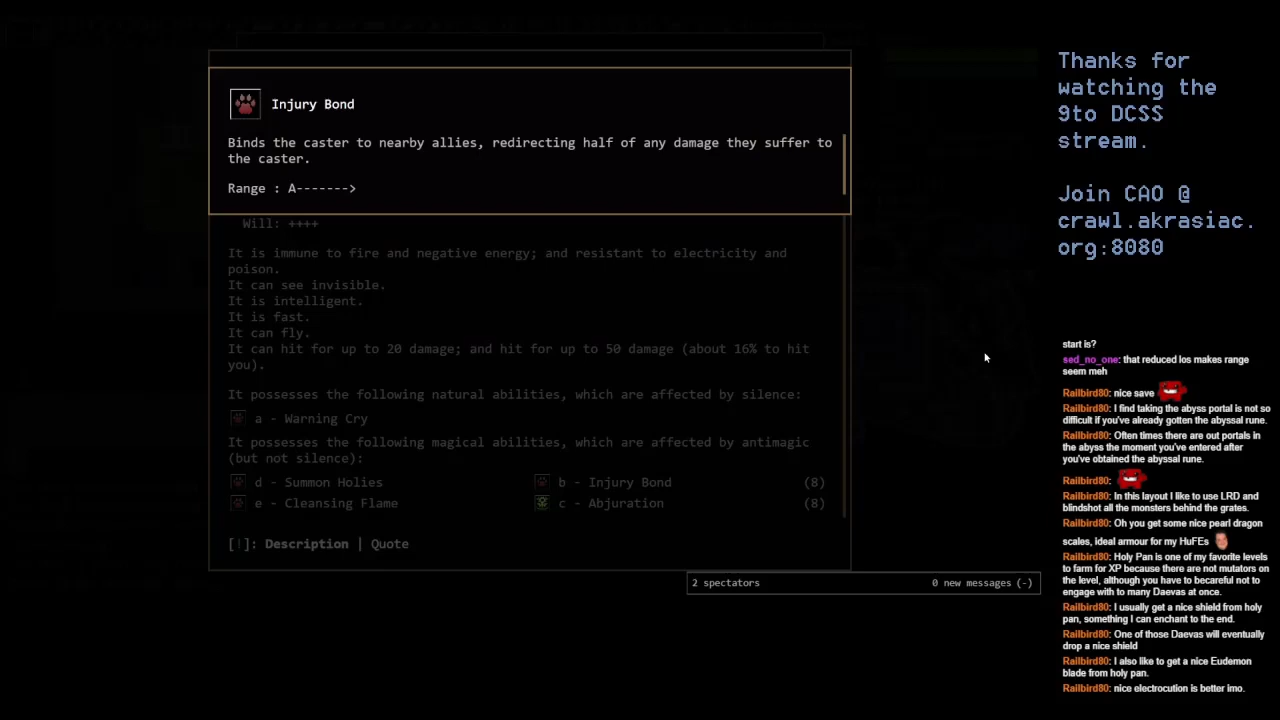 Injury Bond
Binds the caster to nearby allies, redirecting half of any damage they suffer to
the caster.
Range : A------->
Will: ++++
It is immune to fire and negative energy; and resistant to electricity and
poison.
It can see invisible.
It is intelligent.
It is fast.
It can fly.
It can hit for up to 20 damage; and hit for up to 50 damage (about 16% to hit
you).
It possesses the following natural abilities, which are affected by silence:
a - Warning Cry
It possesses the following magical abilities, which are affected by antimagic
(but not silence):
d - Summon Holies b - Injury Bond (8)
e - Cleansing Flame c - Abjuration (8)
[!]: Description | Quote
2 spectators 0 new messages (-)
Thanks for
watching the
9to DCSS
stream.
Join CAO @
crawl.akrasiac.
org:8080
start is?
sed_no_one: that reduced los makes range
seem meh
Railbird80: nice save
Railbird80: I find taking the abyss portal is not so
difficult if you've already gotten the abyssal rune.
Railbird80: Often times there are out portals in
the abyss the moment you've entered after
you've obtained the abyssal rune.
Railbird80:
Railbird80: In this layout I like to use LRD and
blindshot all the monsters behind the grates.
Railbird80: Oh you get some nice pearl dragon
scales, ideal armour for my HuFEs
Railbird80: Holy Pan is one of my favorite levels
to farm for XP because there are not mutators on
the level, although you have to becareful not to
engage with to many Daevas at once.
Railbird80: I usually get a nice shield from holy
pan, something I can enchant to the end.
Railbird80: One of those Daevas will eventually
drop a nice shield
Railbird80: I also like to get a nice Eudemon
blade from holy pan.
Railbird80: nice electrocution is better imo.